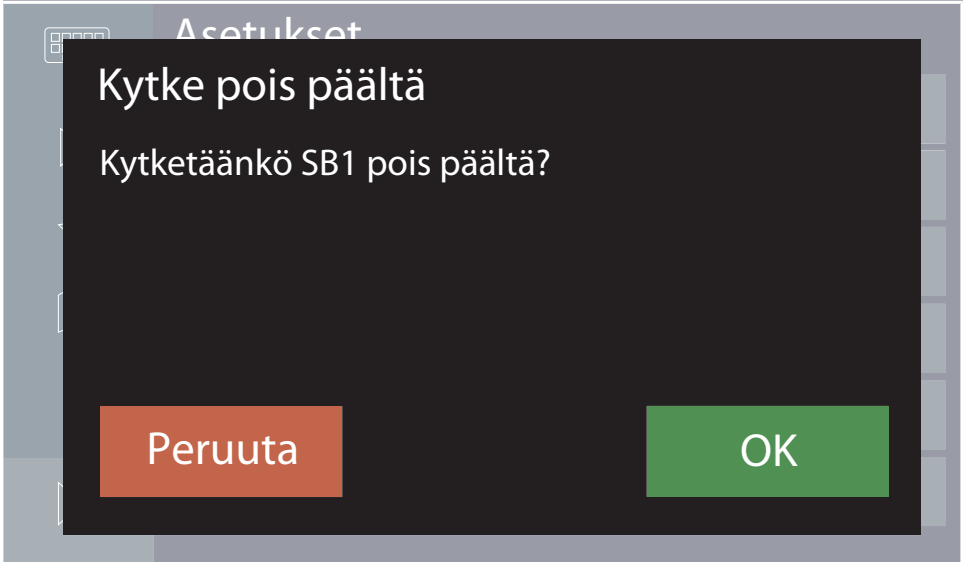 Asetukset
Kytke pois päältä
Kytketäänkö SB1 pois päältä?
Peruuta
OK